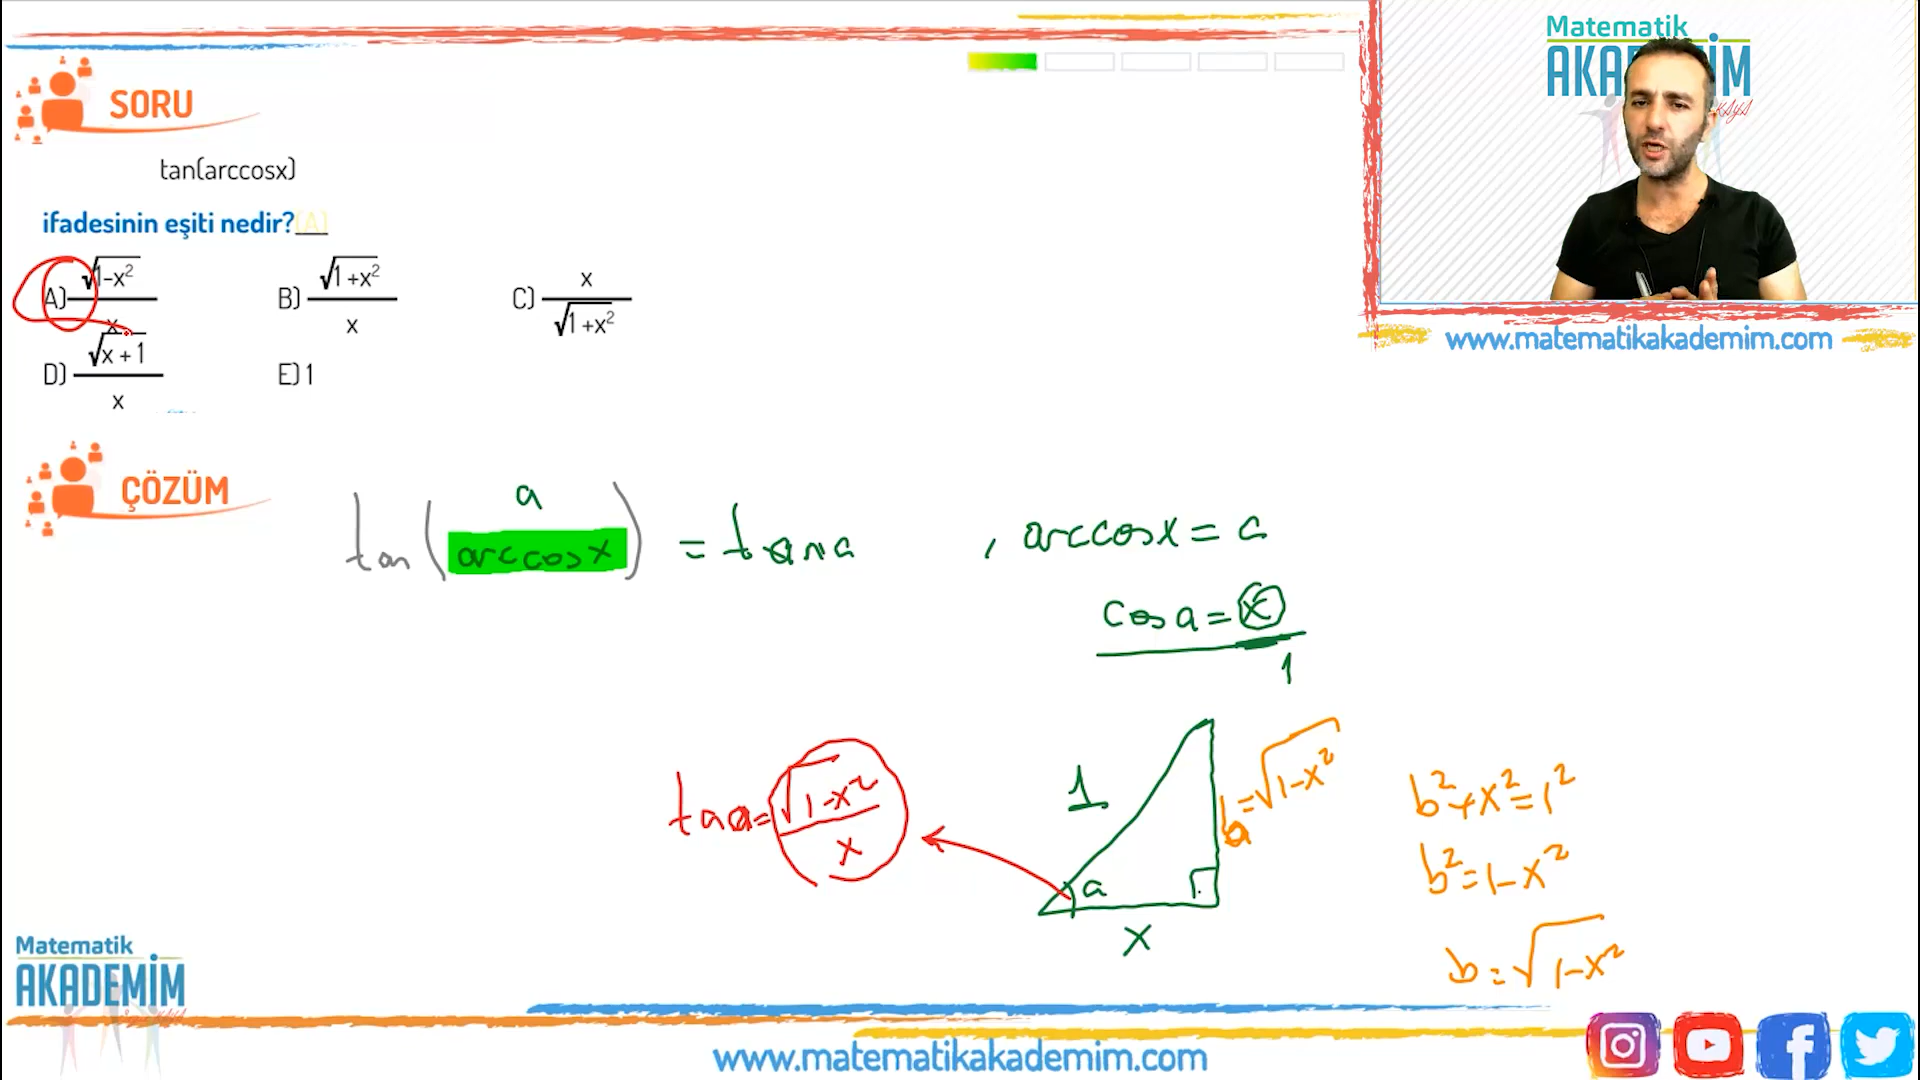 Matematik
AKADEMİM
KAYA
www.matematikakademim.com
SORU
tan(arccosx)
ifadesinin eşiti nedir?(A)
A) √1-x² / x
B) √1+x² / x
C) x / √1+x²
D) √x+1 / x
E) 1
ÇÖZÜM
a
tan(arccosx) = tana , arccosx = a
cosa = x
1
1
b=√1-x²
b²+x²=1²
tana= √1-x² / x
a
b²=1-x²
x
b=√1-x²
Matematik
AKADEMİM
www.matematikakademim.com